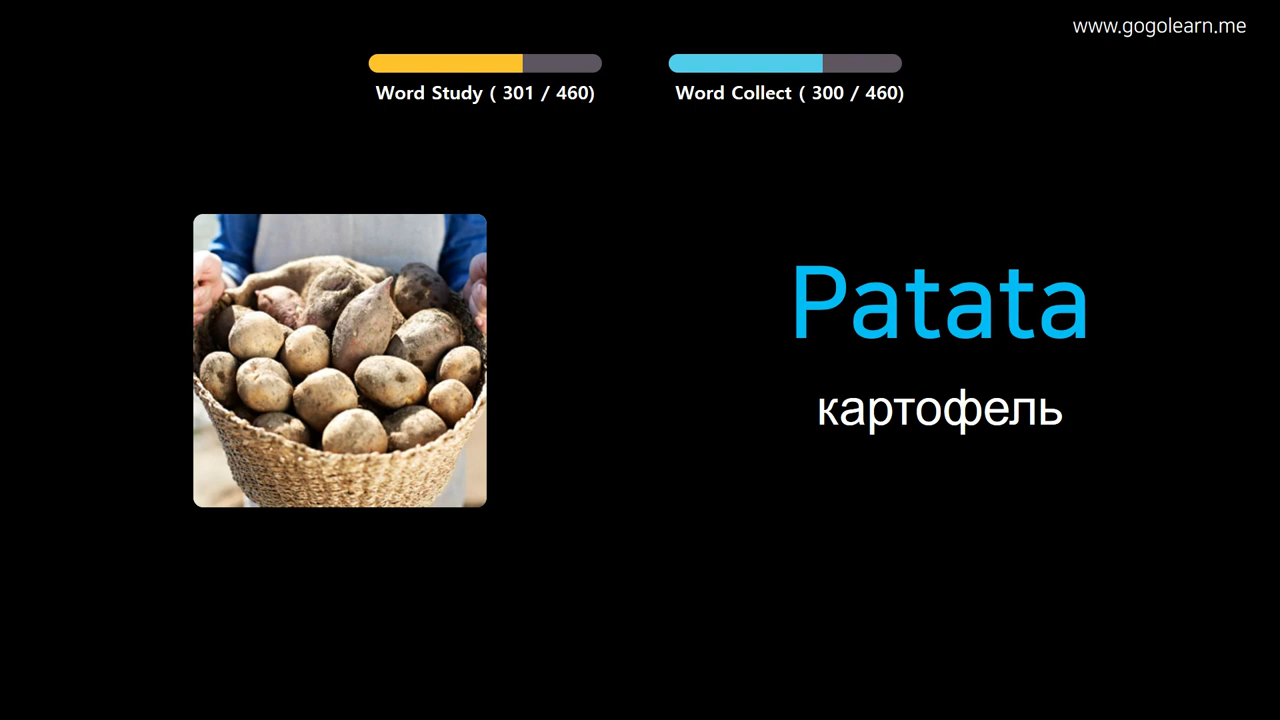 www.gogolearn.me
Word Study ( 301 / 460)
Word Collect ( 300 / 460)
Patata
картофель